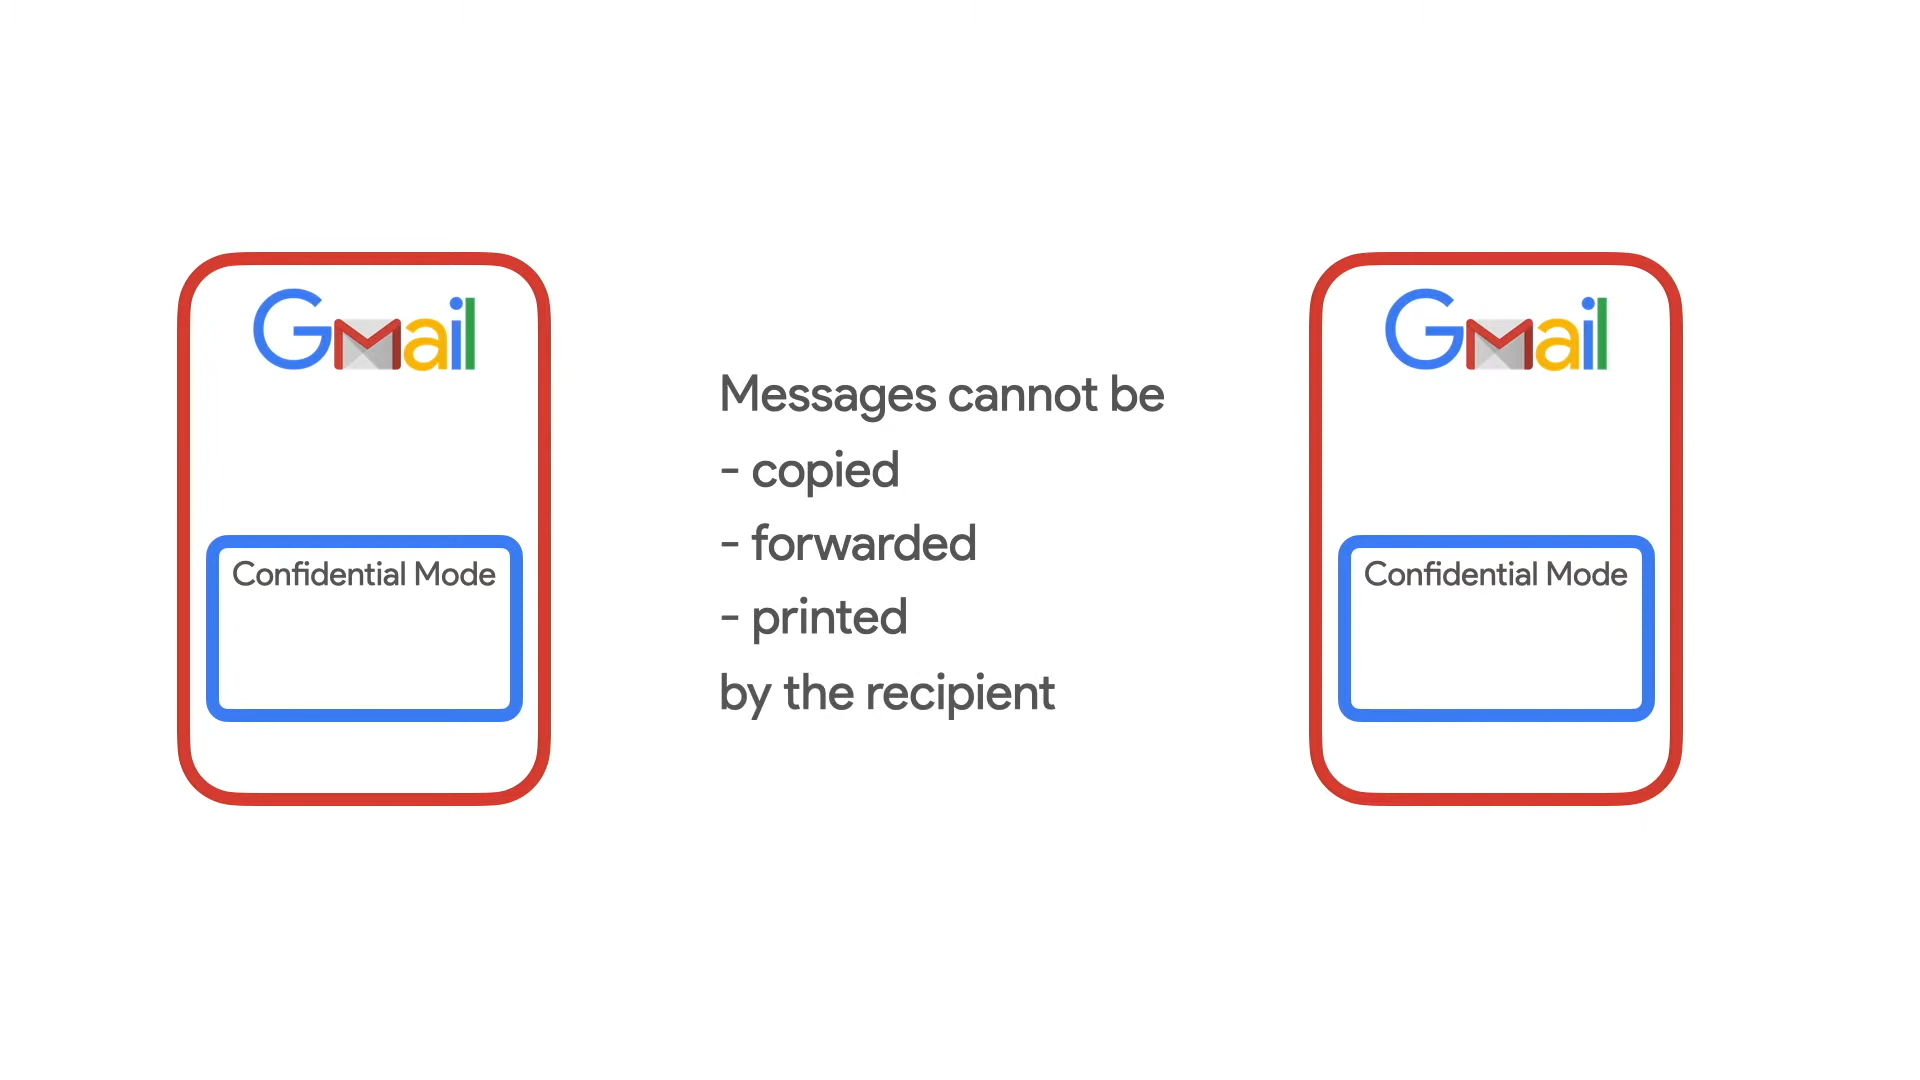 Gmail
Confidential Mode
Messages cannot be
- copied
- forwarded
- printed
by the recipient
Gmail
Confidential Mode